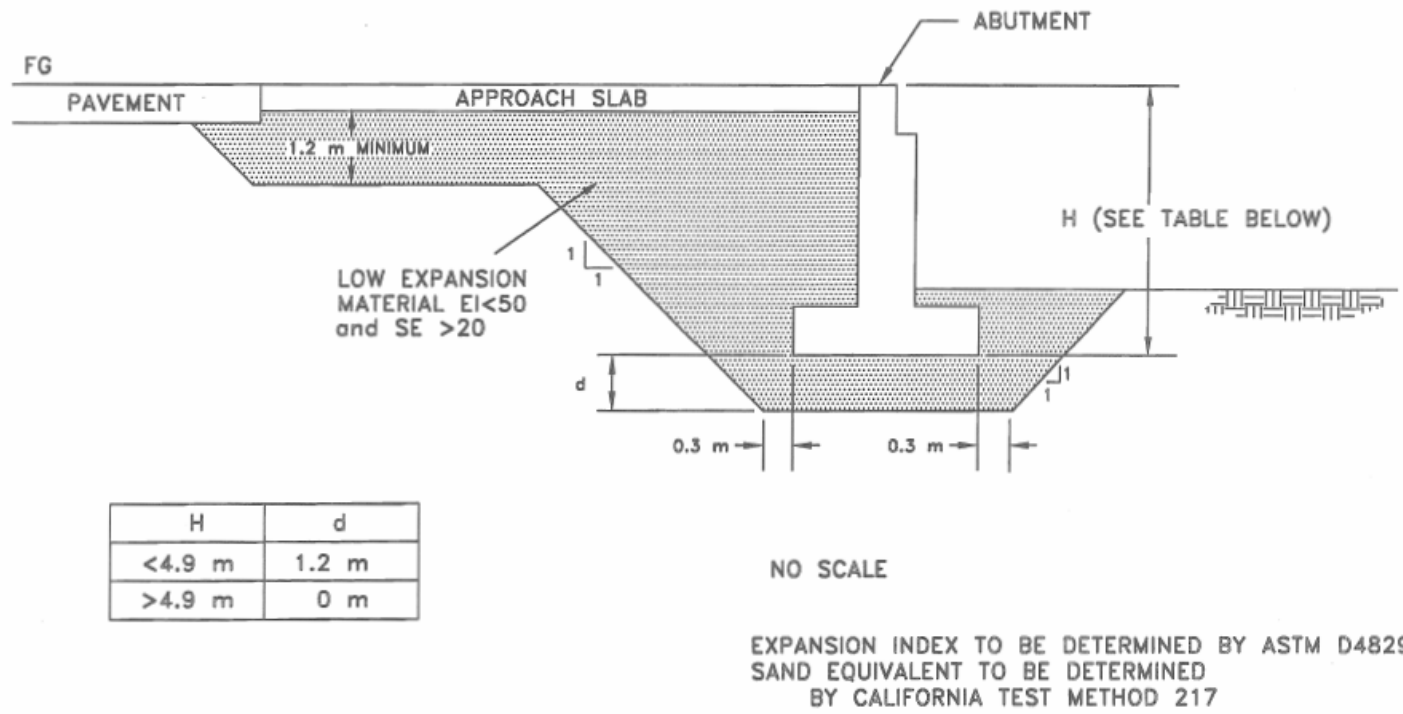 ABUTMENT
FG
PAVEMENT
APPROACH SLAB
1.2 m MINIMUM
H (SEE TABLE BELOW)
1
1
LOW EXPANSION
MATERIAL EI<50
and SE >20
d
1
1
0.3 m
0.3 m
H d
<4.9 m 1.2 m
>4.9 m 0 m
NO SCALE
EXPANSION INDEX TO BE DETERMINED BY ASTM D4829
SAND EQUIVALENT TO BE DETERMINED
BY CALIFORNIA TEST METHOD 217